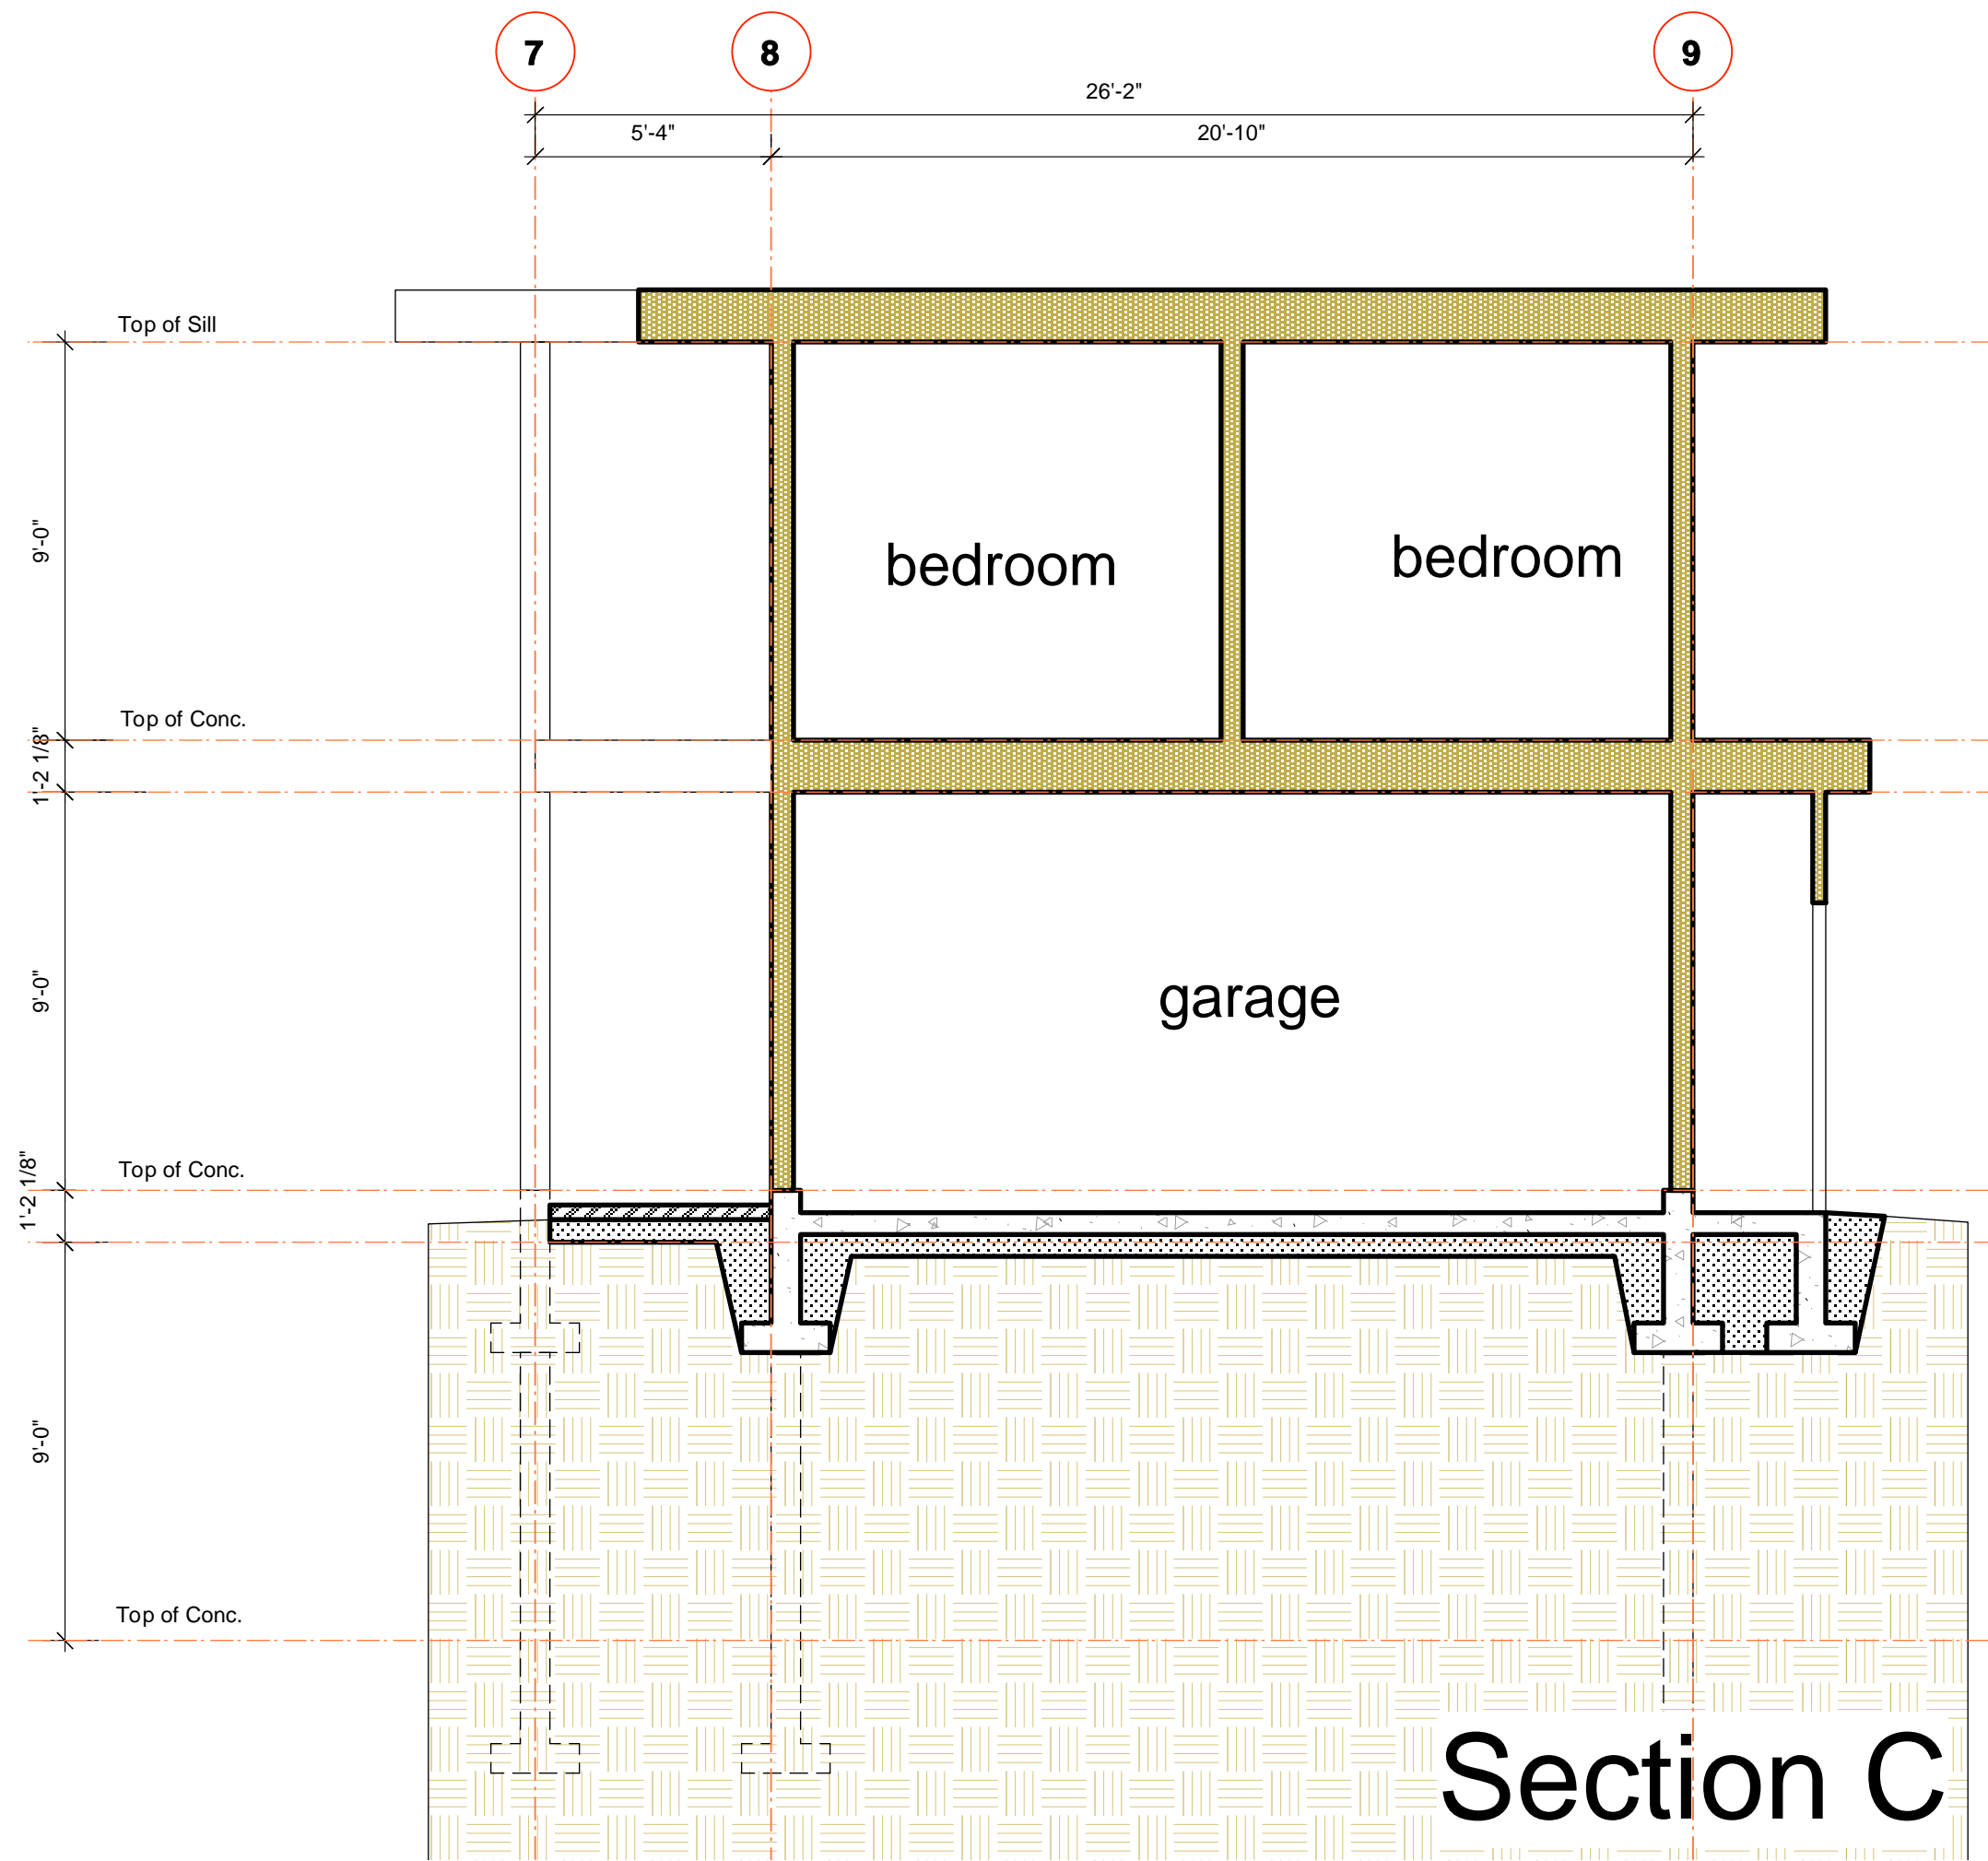 7
8
9
26'-2"
5'-4"
20'-10"
Top of Sill
9'-0"
bedroom
bedroom
Top of Conc.
1'-2 1/8"
9'-0"
garage
Top of Conc.
1'-2 1/8"
9'-0"
Top of Conc.
Section C